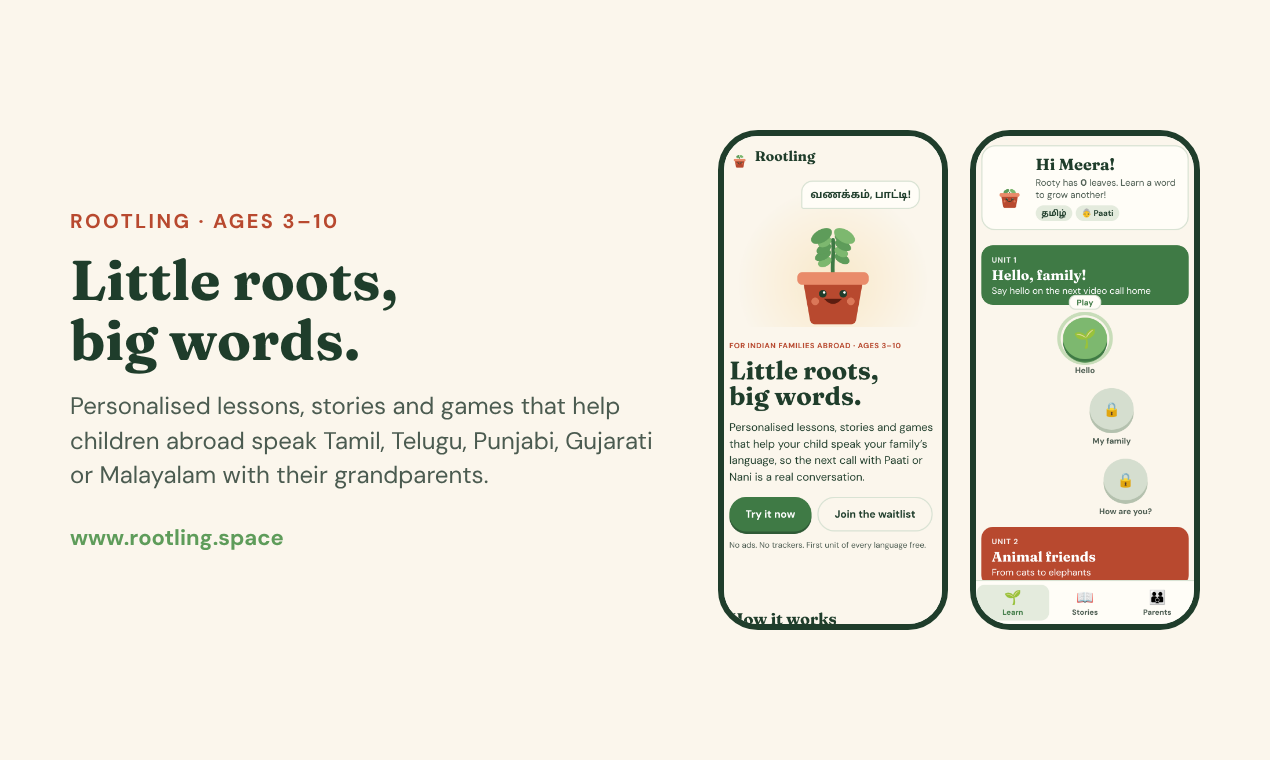 ROOTLING · AGES 3–10
Little roots,
big words.
Personalised lessons, stories and games that help
children abroad speak Tamil, Telugu, Punjabi, Gujarati
or Malayalam with their grandparents.
www.rootling.space
Rootling
வணக்கம், பாட்டி!
FOR INDIAN FAMILIES ABROAD · AGES 3–10
Little roots,
big words.
Personalised lessons, stories and games
that help your child speak your family's
language, so the next call with Paati or
Nani is a real conversation.
Try it now
Join the waitlist
No ads. No trackers. First unit of every language free.
How it works
Hi Meera!
Rooty has 0 leaves. Learn a word
to grow another!
தமிழ்
Paati
UNIT 1
Hello, family!
Say hello on the next video call home
Play
Hello
My family
How are you?
UNIT 2
Animal friends
From cats to elephants
Learn
Stories
Parents